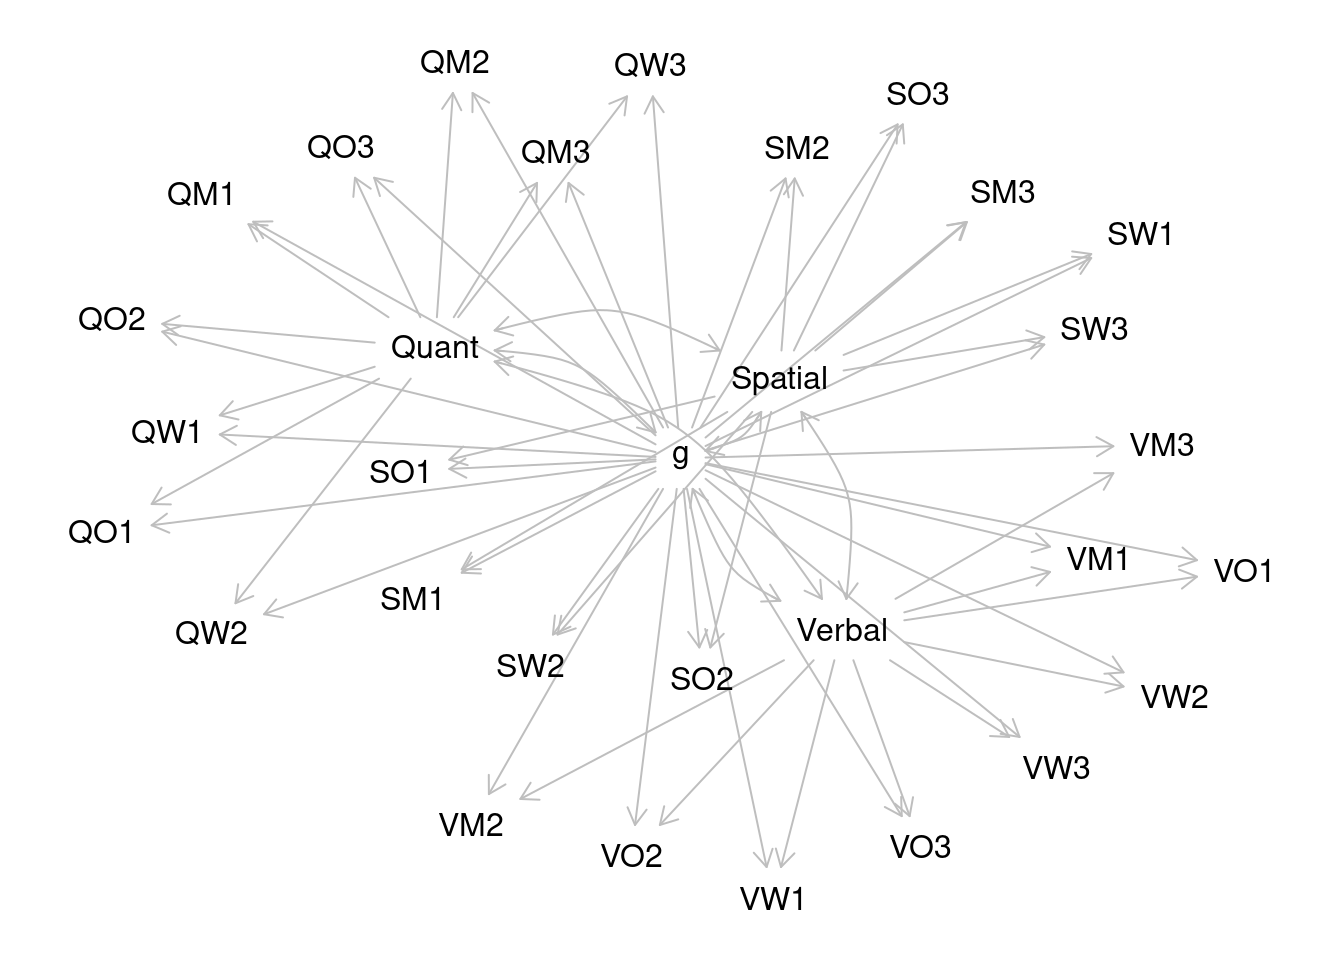 QM2
QW3
SO3
QO3
QM3
SM2
QM1
SM3
SW1
QO2
Quant
SW3
Spatial
QW1
g
VM3
SO1
QO1
VM1
VO1
SM1
QW2
Verbal
SW2
SO2
VW2
VW3
VM2
VO2
VO3
VW1